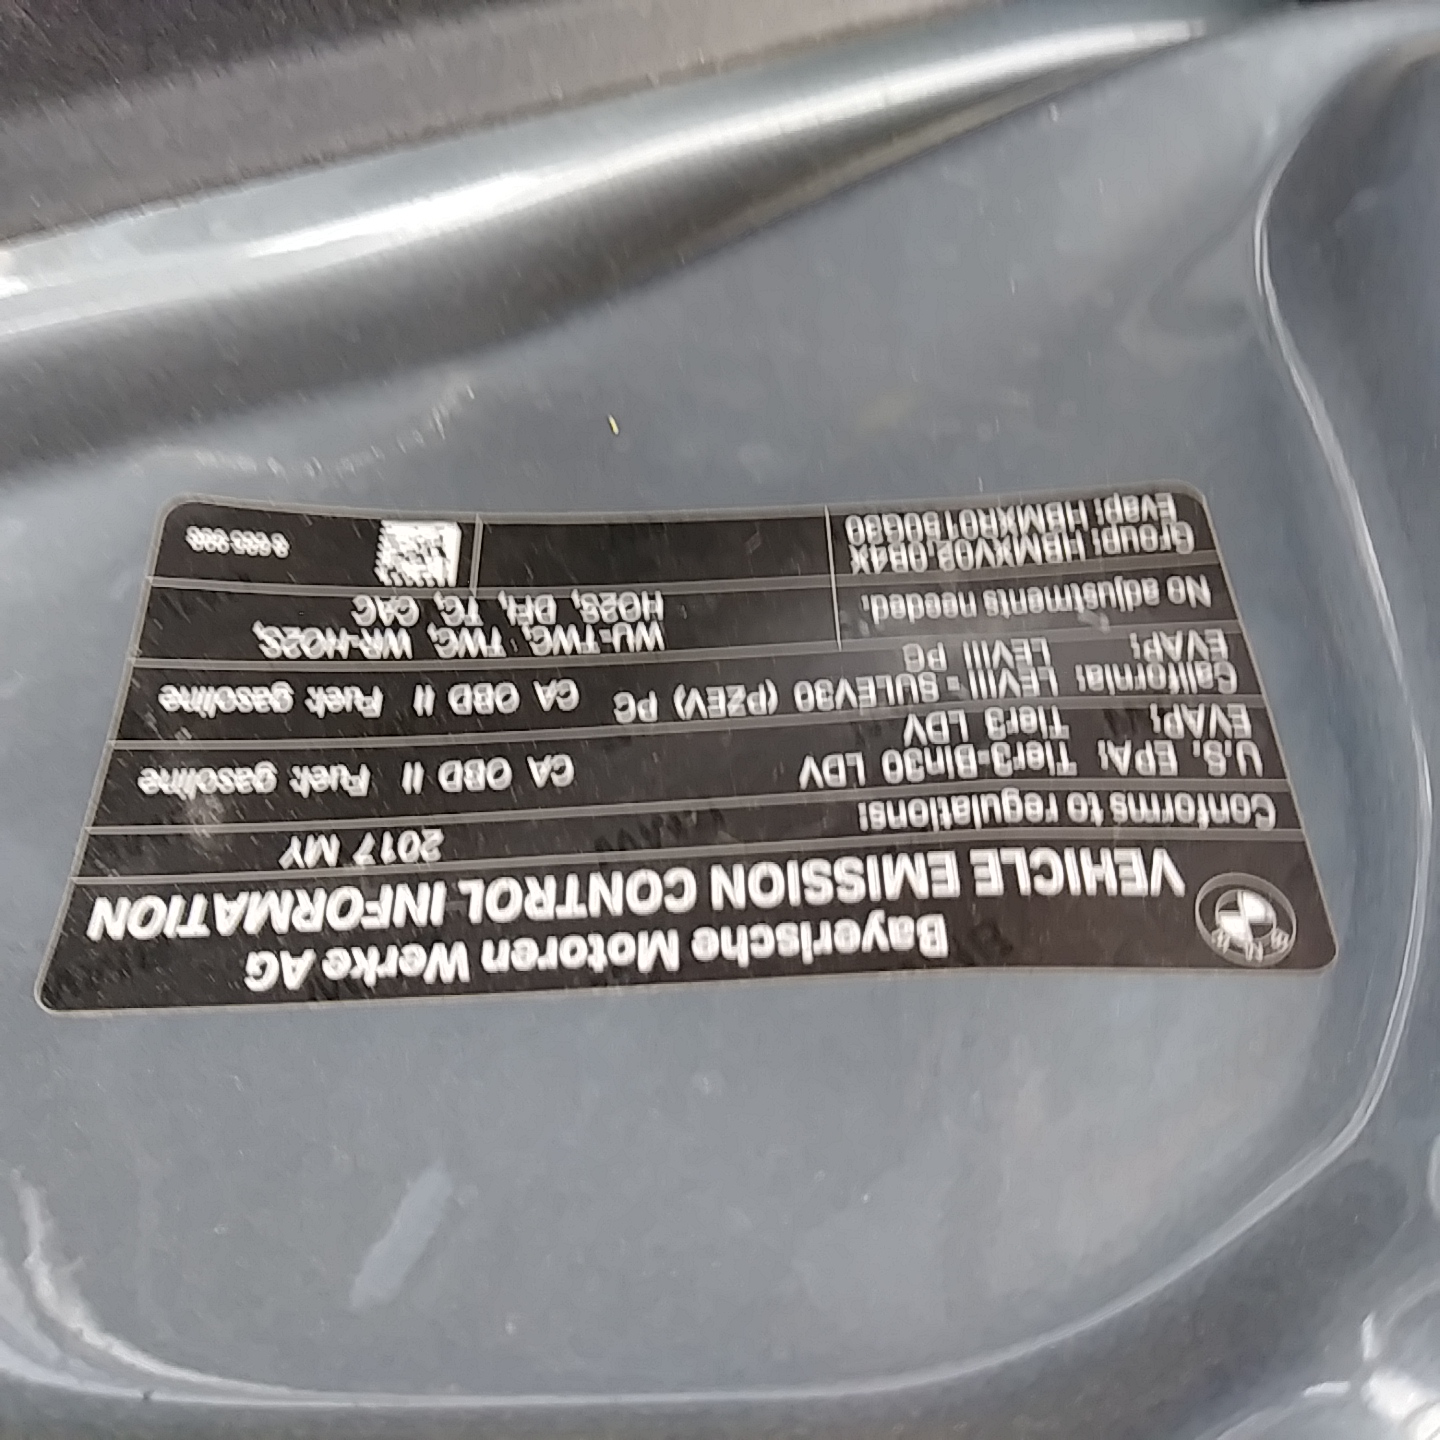 Bayerische Motoren Werke AG
VEHICLE EMISSION CONTROL INFORMATION
2017 MY
Conforms to regulations:
U.S. EPA: Tier3-Bin30 LDV CA OBD II Fuel: gasoline
EVAP: Tier3 LDV
California: LEVIII - SULEV30 (PZEV) PC CA OBD II Fuel: gasoline
EVAP: LEVIII PC
No adjustments needed.
WU-TWC, TWC, WR-HO2S,
HO2S, DFI, TC, CAC
Group: HBMXV02.0B4X
Evap: